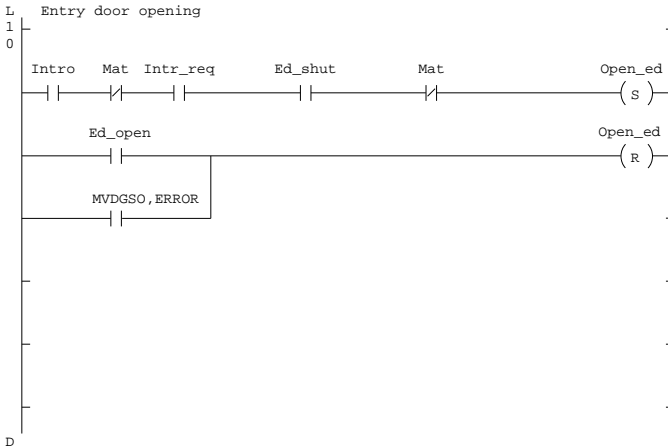 L Entry door opening
1
0
Intro Mat Intr_req Ed_shut Mat Open_ed
S
Ed_open Open_ed
R
MVDGSO,ERROR
D